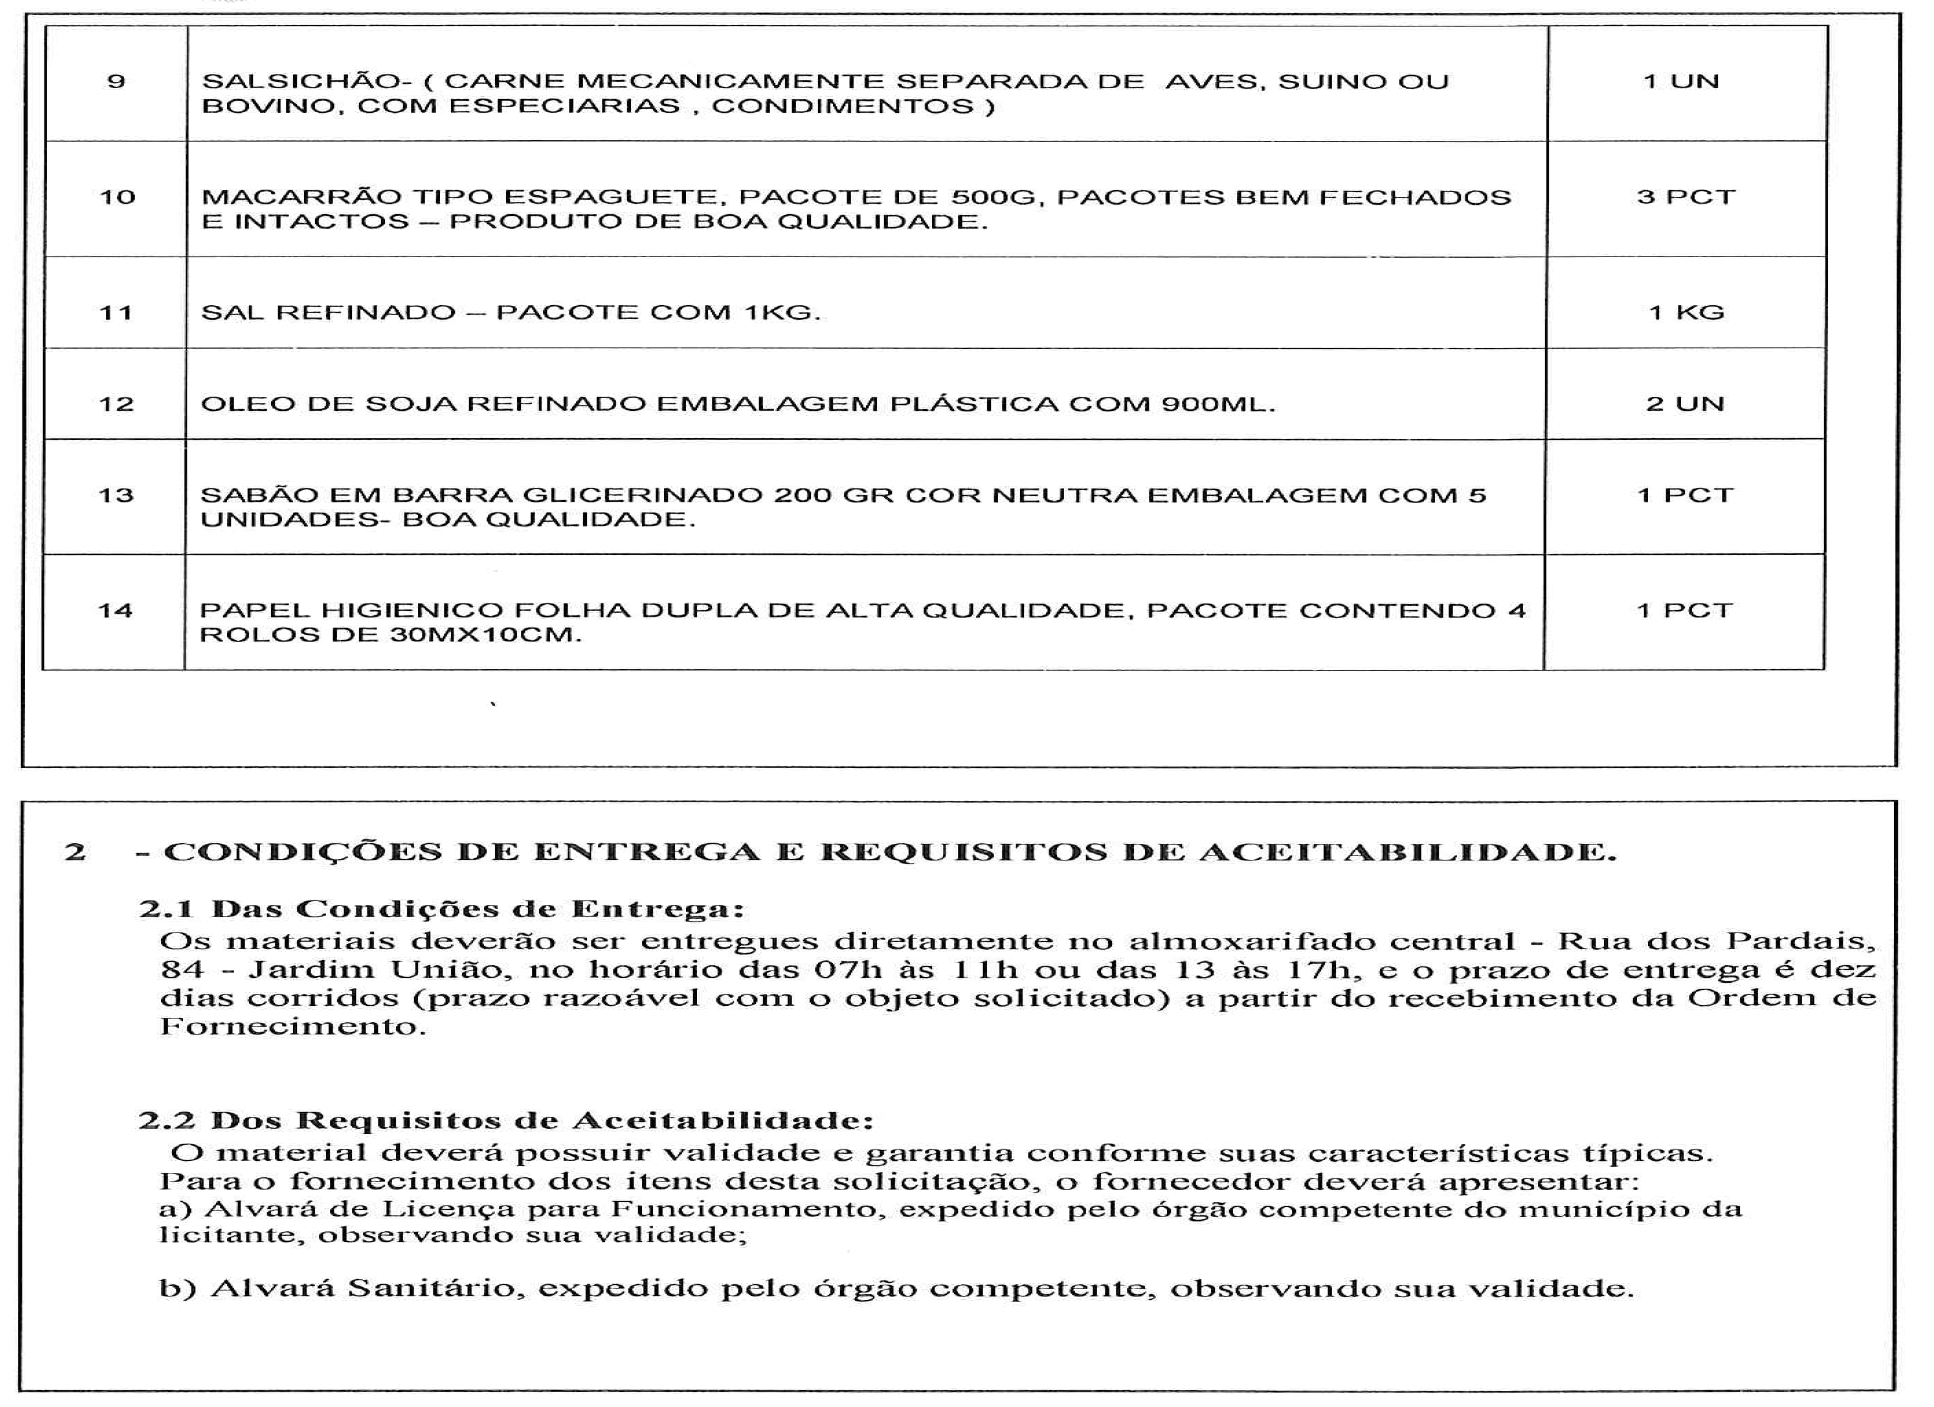 9 SALSICHÃO- ( CARNE MECANICAMENTE SEPARADA DE AVES, SUINO OU 1 UN
BOVINO, COM ESPECIARIAS , CONDIMENTOS )
10 MACARRÃO TIPO ESPAGUETE, PACOTE DE 500G, PACOTES BEM FECHADOS 3 PCT
E INTACTOS – PRODUTO DE BOA QUALIDADE.
11 SAL REFINADO – PACOTE COM 1KG. 1 KG
12 OLEO DE SOJA REFINADO EMBALAGEM PLÁSTICA COM 900ML. 2 UN
13 SABÃO EM BARRA GLICERINADO 200 GR COR NEUTRA EMBALAGEM COM 5 1 PCT
UNIDADES- BOA QUALIDADE.
14 PAPEL HIGIENICO FOLHA DUPLA DE ALTA QUALIDADE, PACOTE CONTENDO 4 1 PCT
ROLOS DE 30MX10CM.
2 - CONDIÇÕES DE ENTREGA E REQUISITOS DE ACEITABILIDADE.
2.1 Das Condições de Entrega:
Os materiais deverão ser entregues diretamente no almoxarifado central - Rua dos Pardais,
84 - Jardim União, no horário das 07h às 11h ou das 13 às 17h, e o prazo de entrega é dez
dias corridos (prazo razoável com o objeto solicitado) a partir do recebimento da Ordem de
Fornecimento.
2.2 Dos Requisitos de Aceitabilidade:
O material deverá possuir validade e garantia conforme suas características típicas.
Para o fornecimento dos itens desta solicitação, o fornecedor deverá apresentar:
a) Alvará de Licença para Funcionamento, expedido pelo órgão competente do município da
licitante, observando sua validade;
b) Alvará Sanitário, expedido pelo órgão competente, observando sua validade.